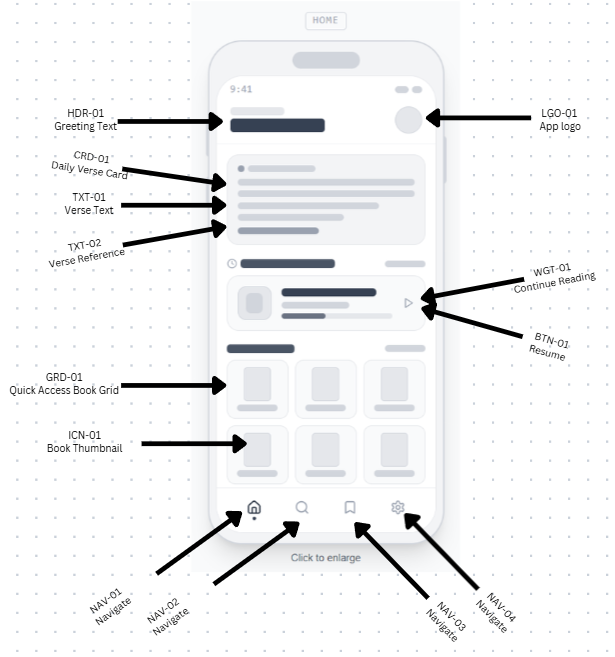 HOME
9:41
HDR-01
Greeting Text
LGO-01
App logo
CRD-01
Daily Verse Card
TXT-01
Verse Text
TXT-02
Verse Reference
WGT-01
Continue Reading
BTN-01
Resume
GRD-01
Quick Access Book Grid
ICN-01
Book Thumbnail
Click to enlarge
NAV-01
Navigate
NAV-02
Navigate
NAV-03
Navigate
NAV-04
Navigate